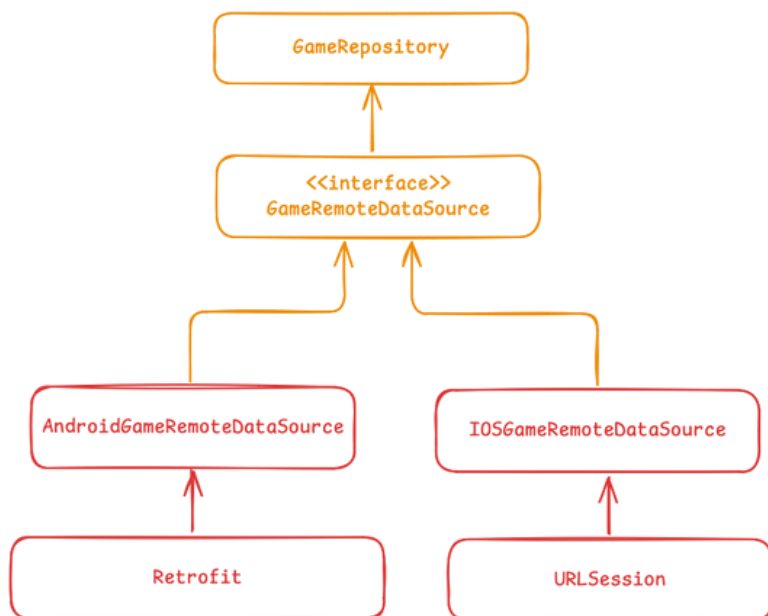 GameRepository
<<interface>>
GameRemoteDataSource
AndroidGameRemoteDataSource
IOSGameRemoteDataSource
Retrofit
URLSession